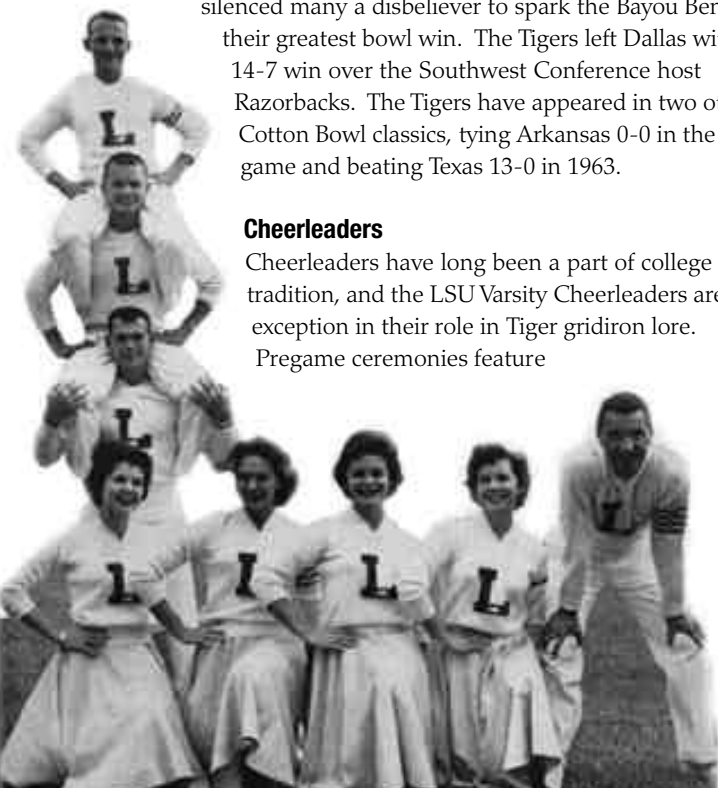 silenced many a disbeliever to spark the Bayou
their greatest bowl win. The Tigers left Dallas
14-7 win over the Southwest Conference host
Razorbacks. The Tigers have appeared in two
Cotton Bowl classics, tying Arkansas 0-0 in the
game and beating Texas 13-0 in 1963.
Cheerleaders
Cheerleaders have long been a part of college
tradition, and the LSU Varsity Cheerleaders are
exception in their role in Tiger gridiron lore.
Pregame ceremonies feature
L
L
L
L
L
L
L
L